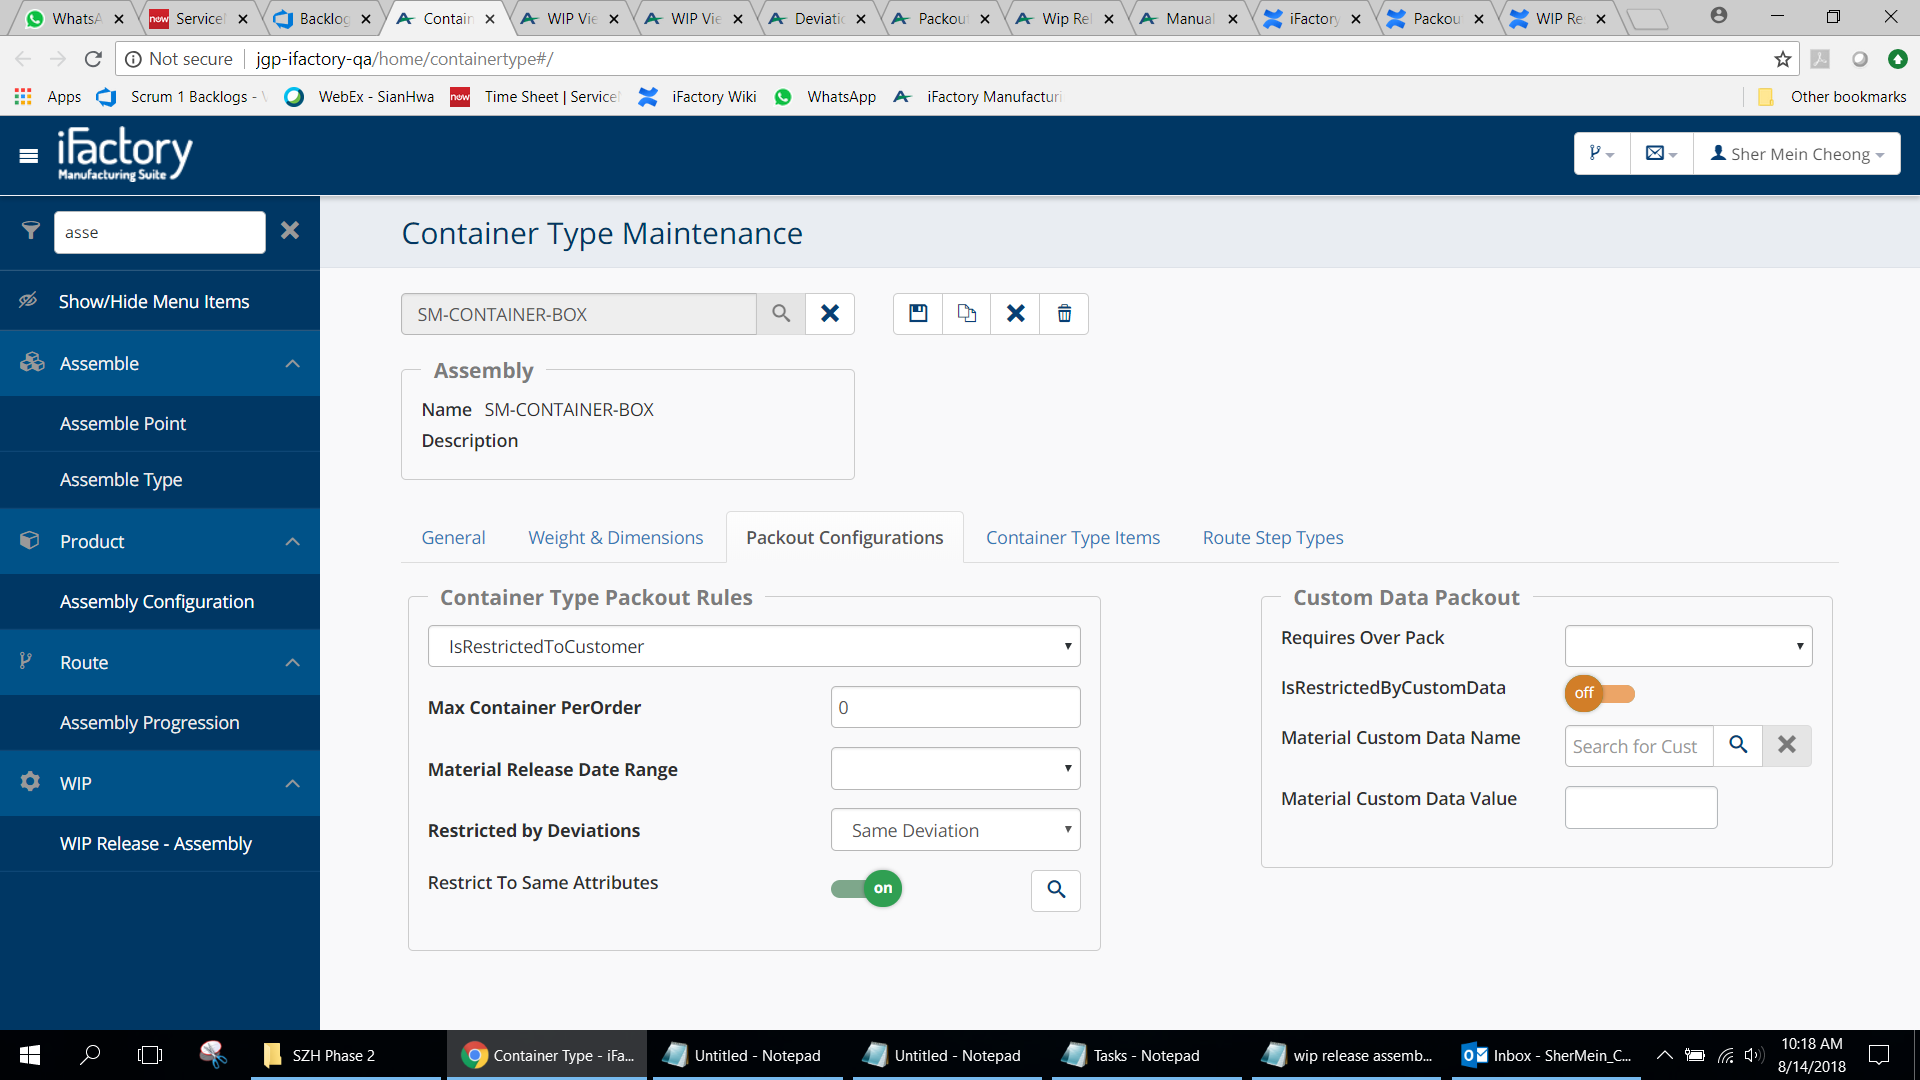 WhatsA
Service
Backlog
Contain
WIP Vie
WIP Vie
Deviati
Packou
Wip Rel
Manual
iFactory
Packou
WIP Re
Not secure
jgp-ifactory-qa/home/containertype#/
Apps
Scrum 1 Backlogs -
WebEx - SianHwa
now
Time Sheet | Service
iFactory Wiki
WhatsApp
iFactory Manufacturi
Other bookmarks
iFactory
Manufacturing Suite
Sher Mein Cheong
asse
Show/Hide Menu Items
Assemble
Assemble Point
Assemble Type
Product
Assembly Configuration
Route
Assembly Progression
WIP
WIP Release - Assembly
Container Type Maintenance
SM-CONTAINER-BOX
Assembly
Name SM-CONTAINER-BOX
Description
General
Weight & Dimensions
Packout Configurations
Container Type Items
Route Step Types
Container Type Packout Rules
IsRestrictedToCustomer
Max Container PerOrder
0
Material Release Date Range
Restricted by Deviations
Same Deviation
Restrict To Same Attributes
on
Custom Data Packout
Requires Over Pack
IsRestrictedByCustomData
off
Material Custom Data Name
Search for Cust
Material Custom Data Value
SZH Phase 2
Container Type - iFa...
Untitled - Notepad
Untitled - Notepad
Tasks - Notepad
wip release assemb...
Inbox - SherMein_C...
10:18 AM
8/14/2018